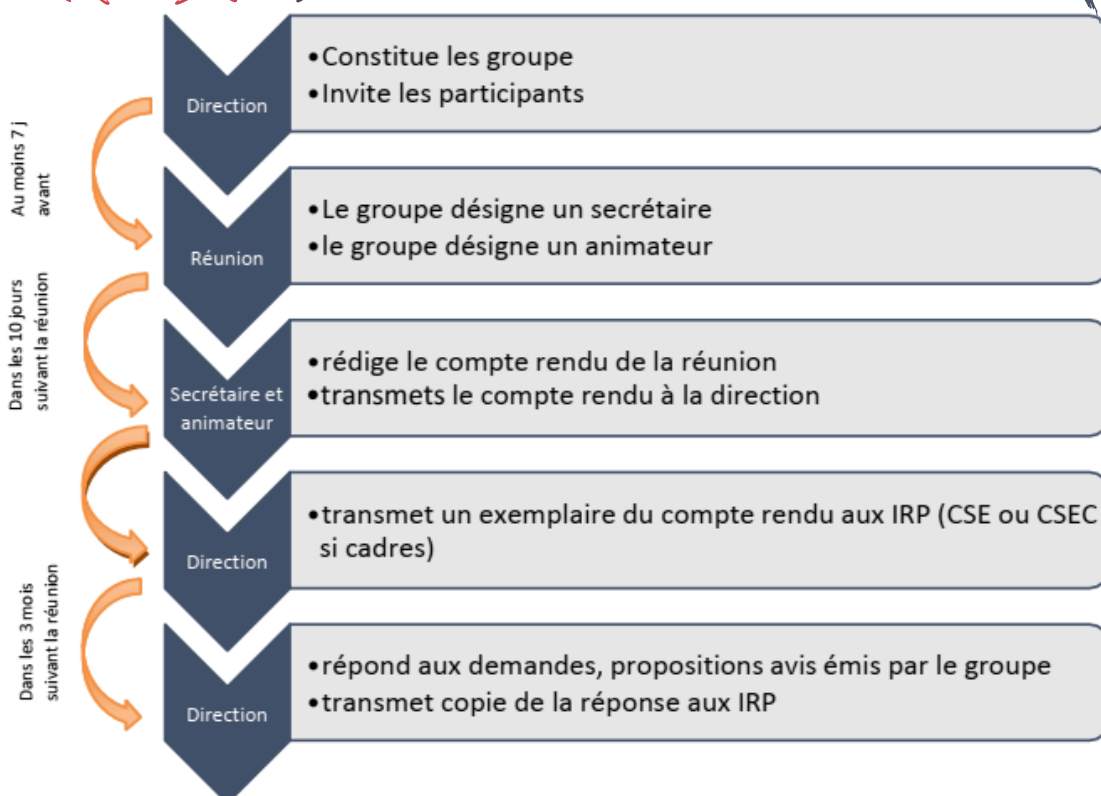 Direction
•Constitue les groupe
•Invite les participants
Au moins 7 j
avant
Réunion
•Le groupe désigne un secrétaire
•le groupe désigne un animateur
Dans les 10 jours
suivant la réunion
Secrétaire et
animateur
•rédige le compte rendu de la réunion
•transmets le compte rendu à la direction
Direction
•transmet un exemplaire du compte rendu aux IRP (CSE ou CSEC
si cadres)
Dans les 3 mois
suivant la réunion
Direction
•répond aux demandes, propositions avis émis par le groupe
•transmet copie de la réponse aux IRP